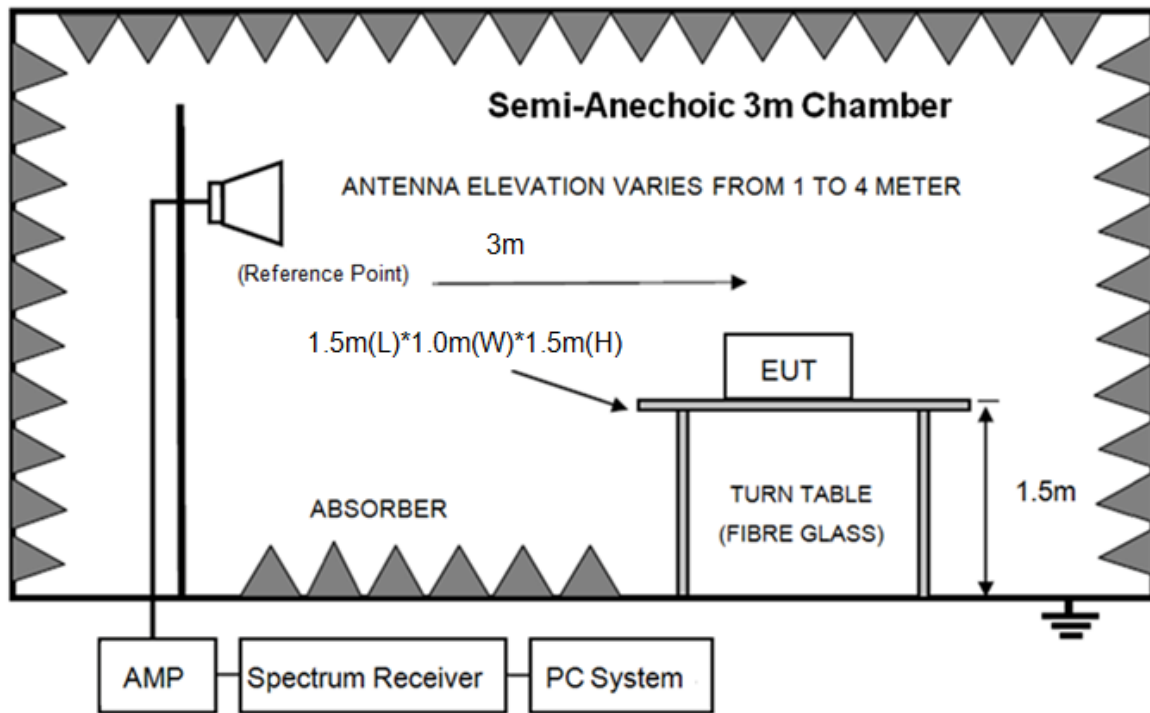 Semi-Anechoic 3m Chamber
ANTENNA ELEVATION VARIES FROM 1 TO 4 METER
3m
(Reference Point)
1.5m(L)*1.0m(W)*1.5m(H)
EUT
ABSORBER
TURN TABLE
(FIBRE GLASS)
1.5m
AMP
Spectrum Receiver
PC System